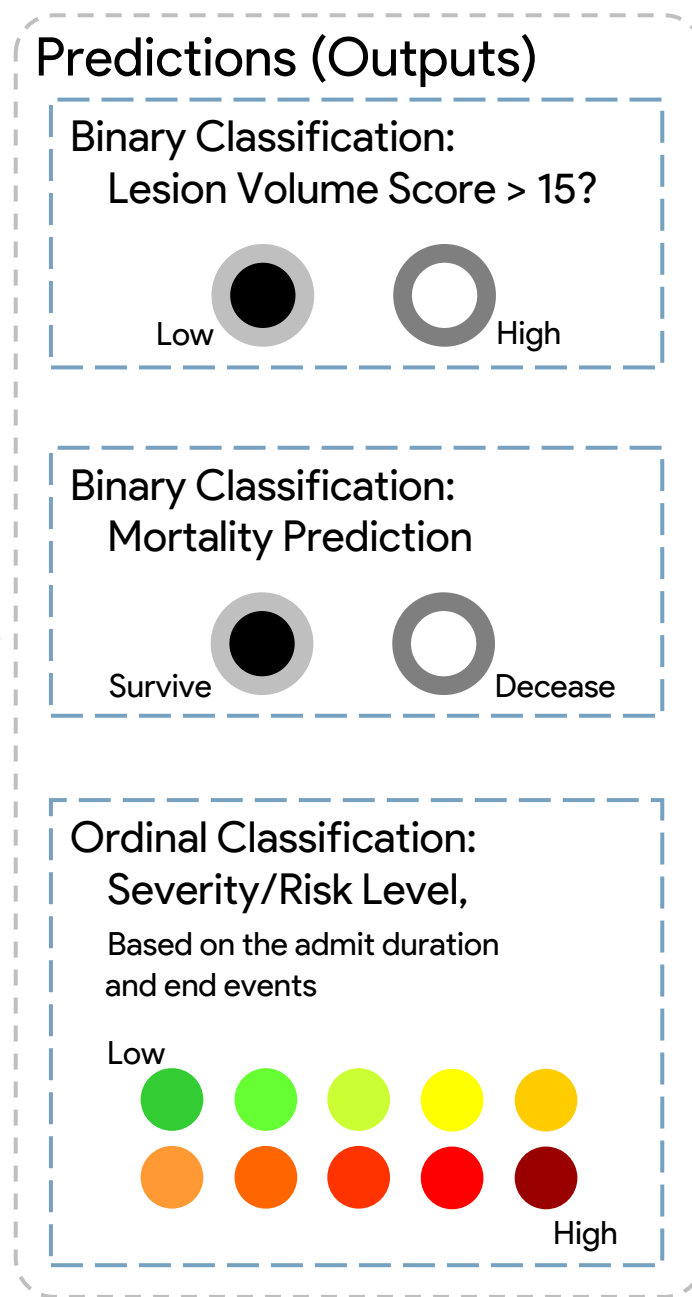 Predictions (Outputs)
Binary Classification:
Lesion Volume Score > 15?
Low
High
Binary Classification:
Mortality Prediction
Survive
Decease
Ordinal Classification:
Severity/Risk Level,
Based on the admit duration
and end events
Low
High